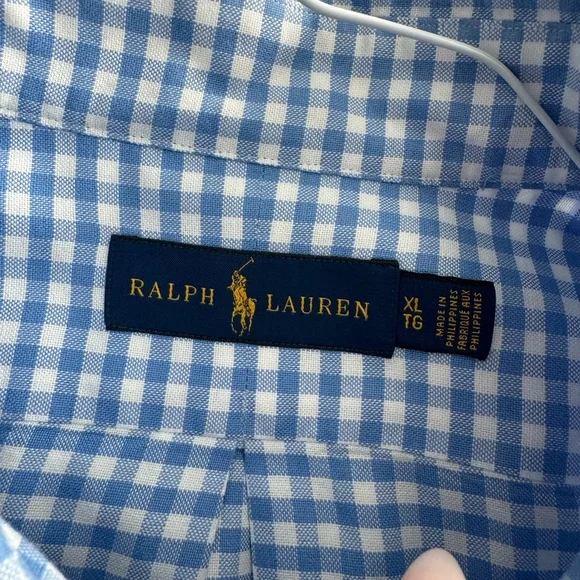 RALPH LAUREN
XL
TG
MADE IN
PHILIPPINES
FABRIQUÉ AUX
PHILIPPINES